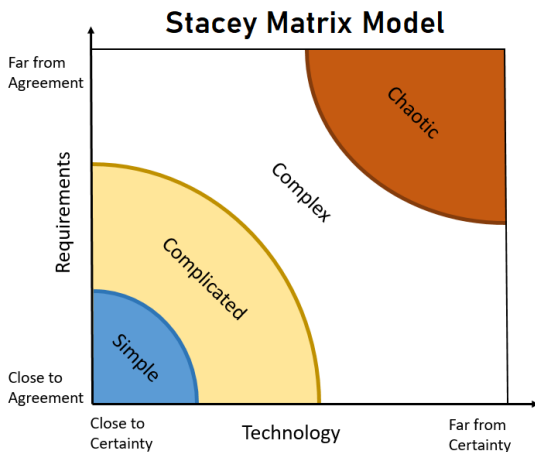 Stacey Matrix Model
Far from
Agreement
Chaotic
Requirements
Complex
Complicated
Simple
Close to
Agreement
Close to
Certainty
Technology
Far from
Certainty